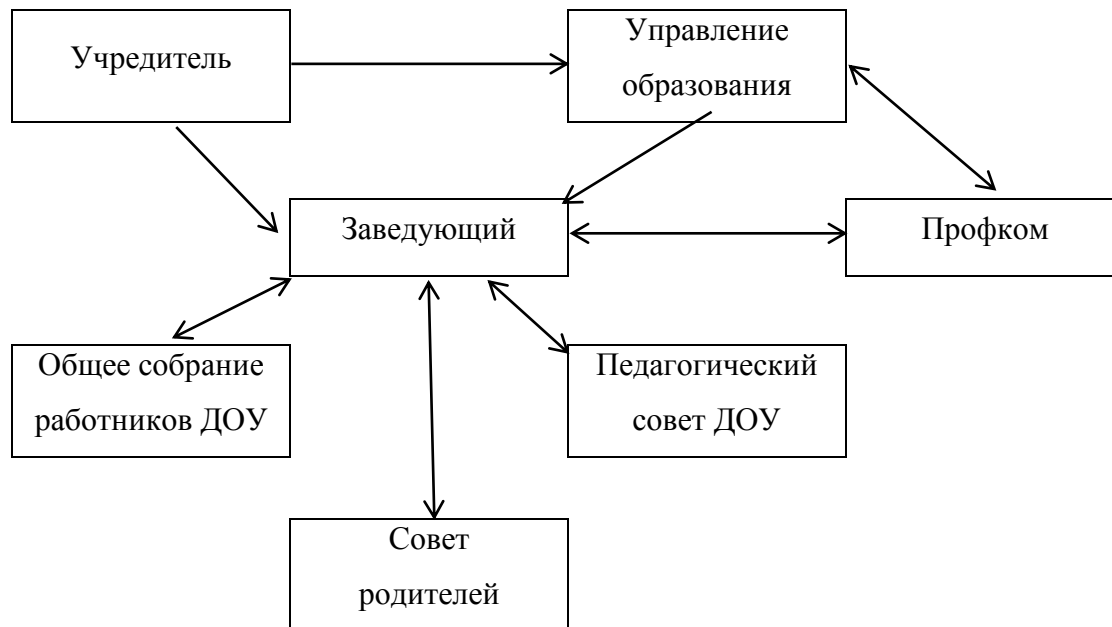 Учредитель
Управление
образования
Заведующий
Профком
Общее собрание
работников ДОУ
Педагогический
совет ДОУ
Совет
родителей